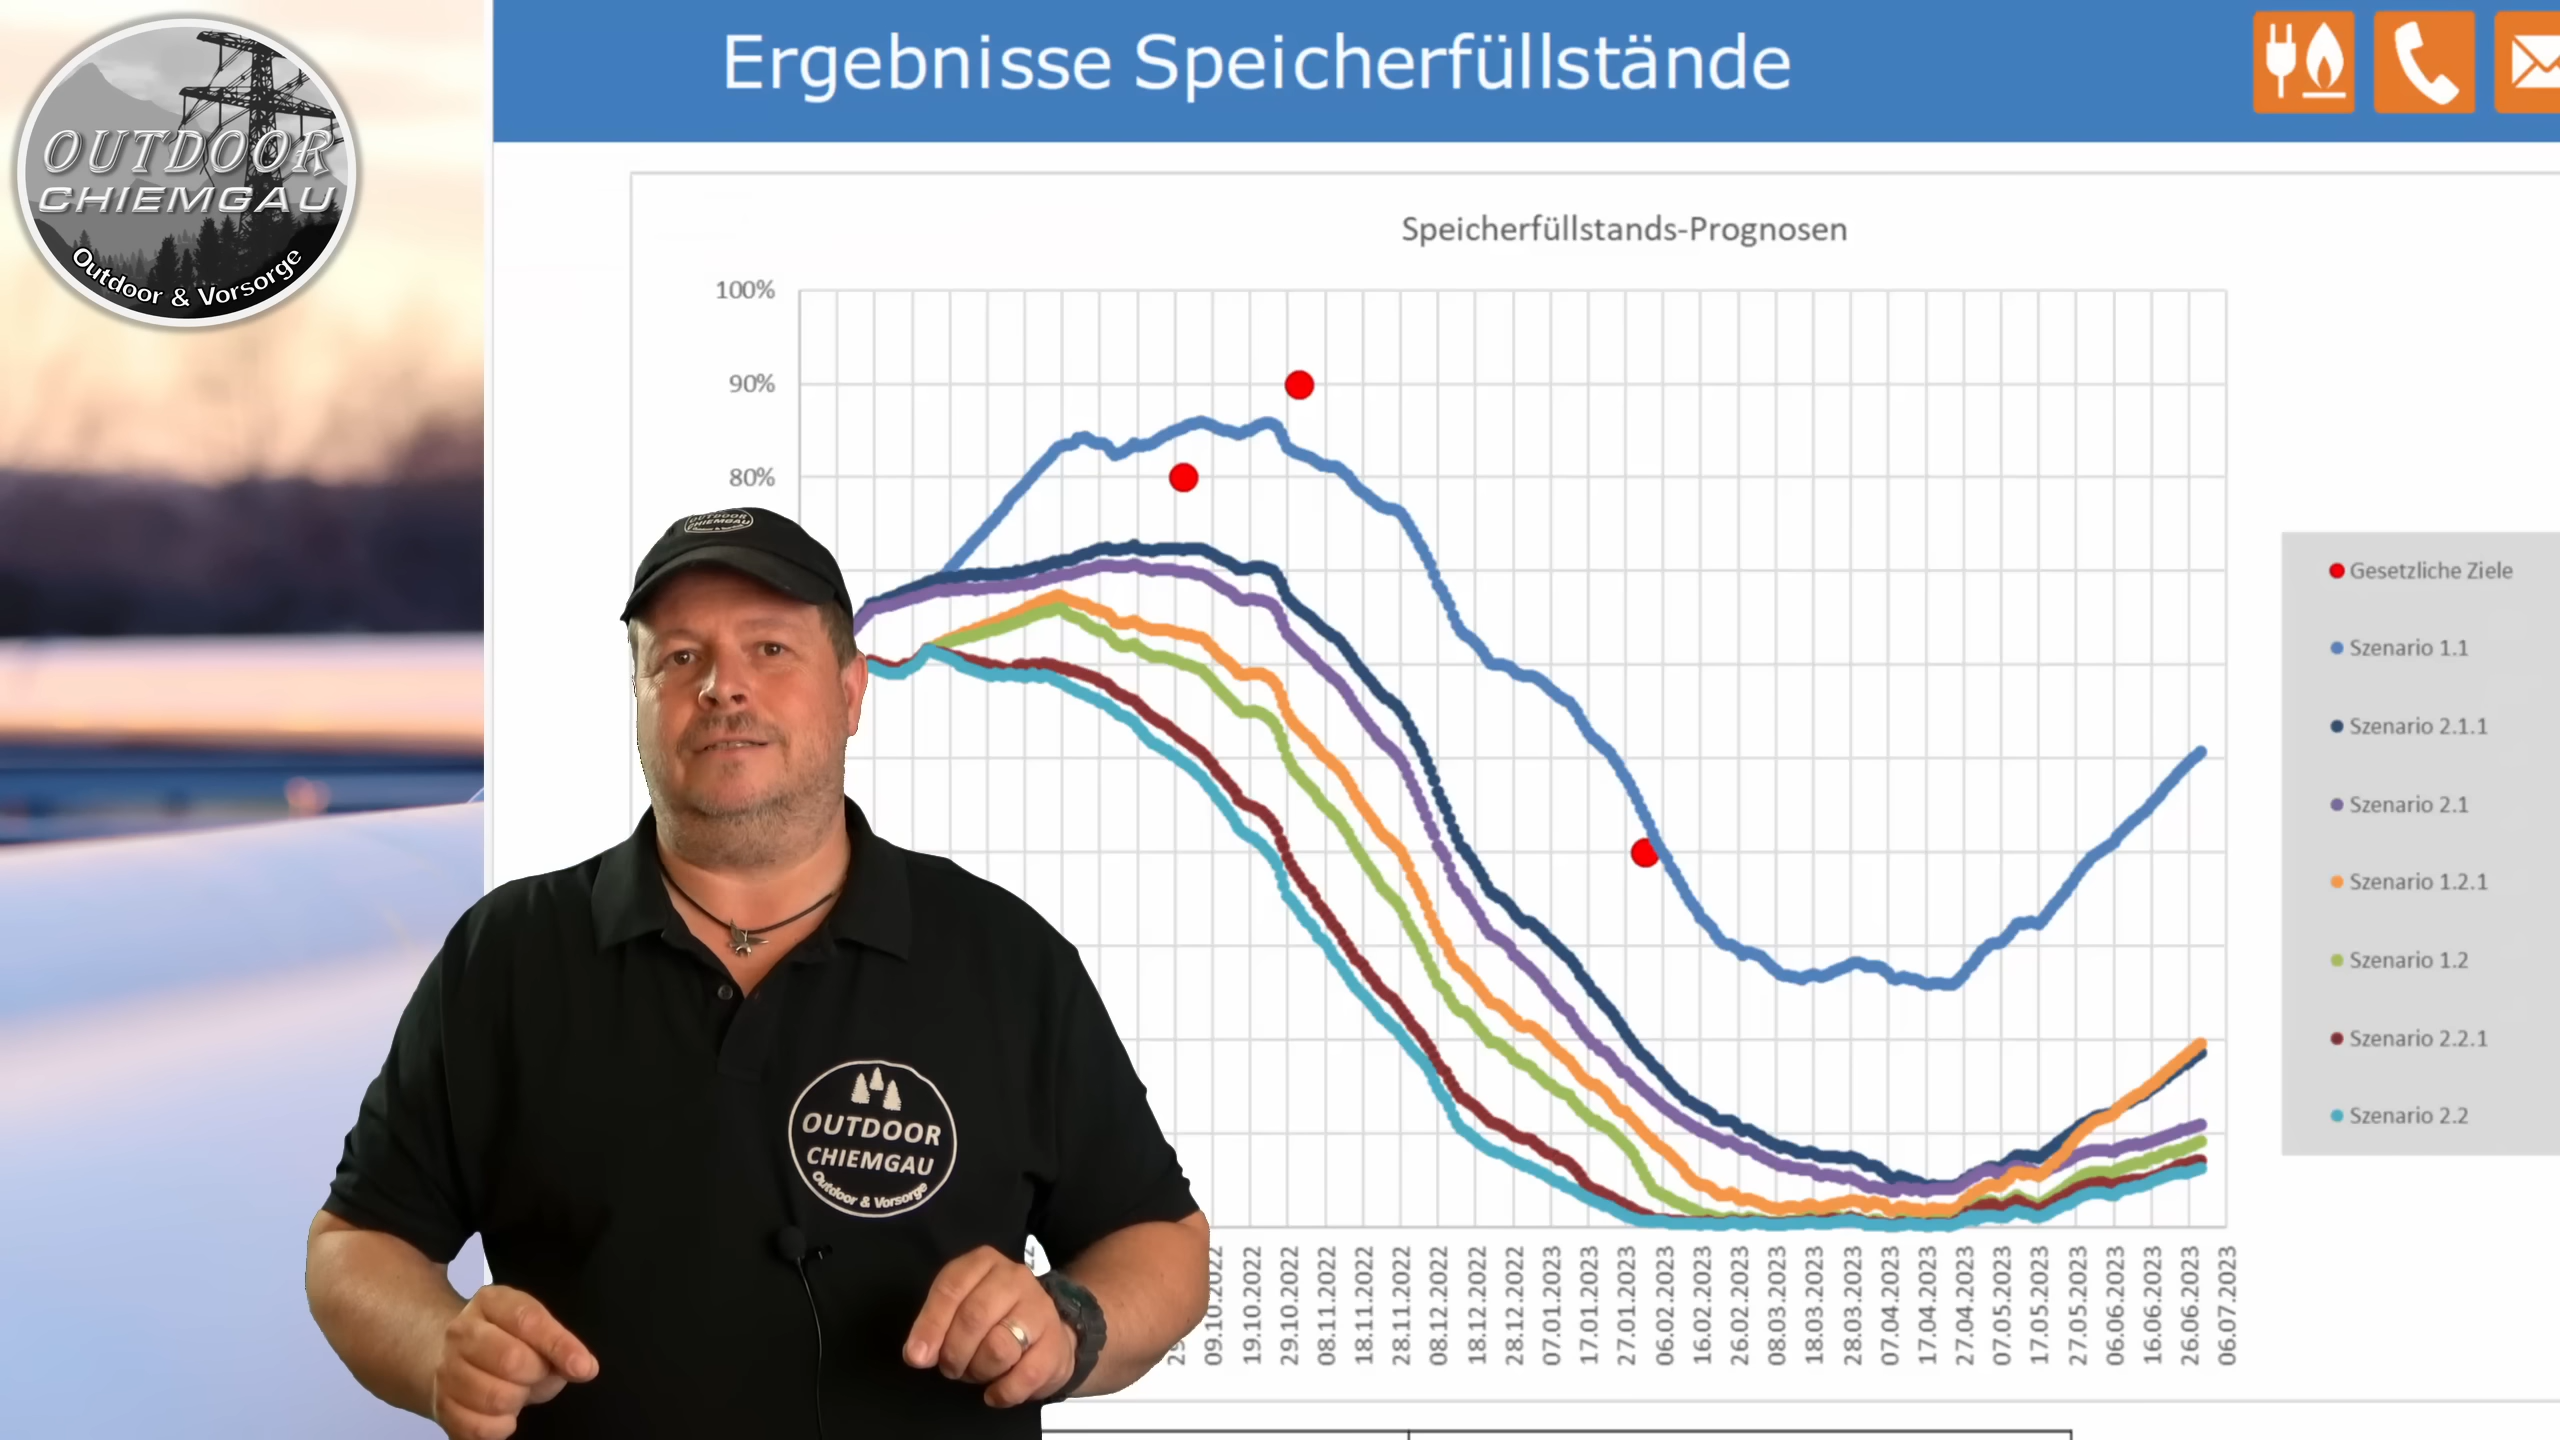 OUTDOOR
CHIEMGAU
Outdoor & Vorsorge
Ergebnisse Speicherfüllstände
Speicherfüllstands-Prognosen
100%
90%
80%
Gesetzliche Ziele
Szenario 1.1
Szenario 2.1.1
Szenario 2.1
Szenario 1.2.1
Szenario 1.2
Szenario 2.2.1
Szenario 2.2
OUTDOOR
CHIEMGAU
OUTDOOR
CHIEMGAU
Outdoor & Vorsorge
09.10.2022
19.10.2022
29.10.2022
08.11.2022
18.11.2022
28.11.2022
08.12.2022
18.12.2022
28.12.2022
07.01.2023
17.01.2023
27.01.2023
06.02.2023
16.02.2023
26.02.2023
08.03.2023
18.03.2023
28.03.2023
07.04.2023
17.04.2023
27.04.2023
07.05.2023
17.05.2023
27.05.2023
06.06.2023
16.06.2023
26.06.2023
06.07.2023